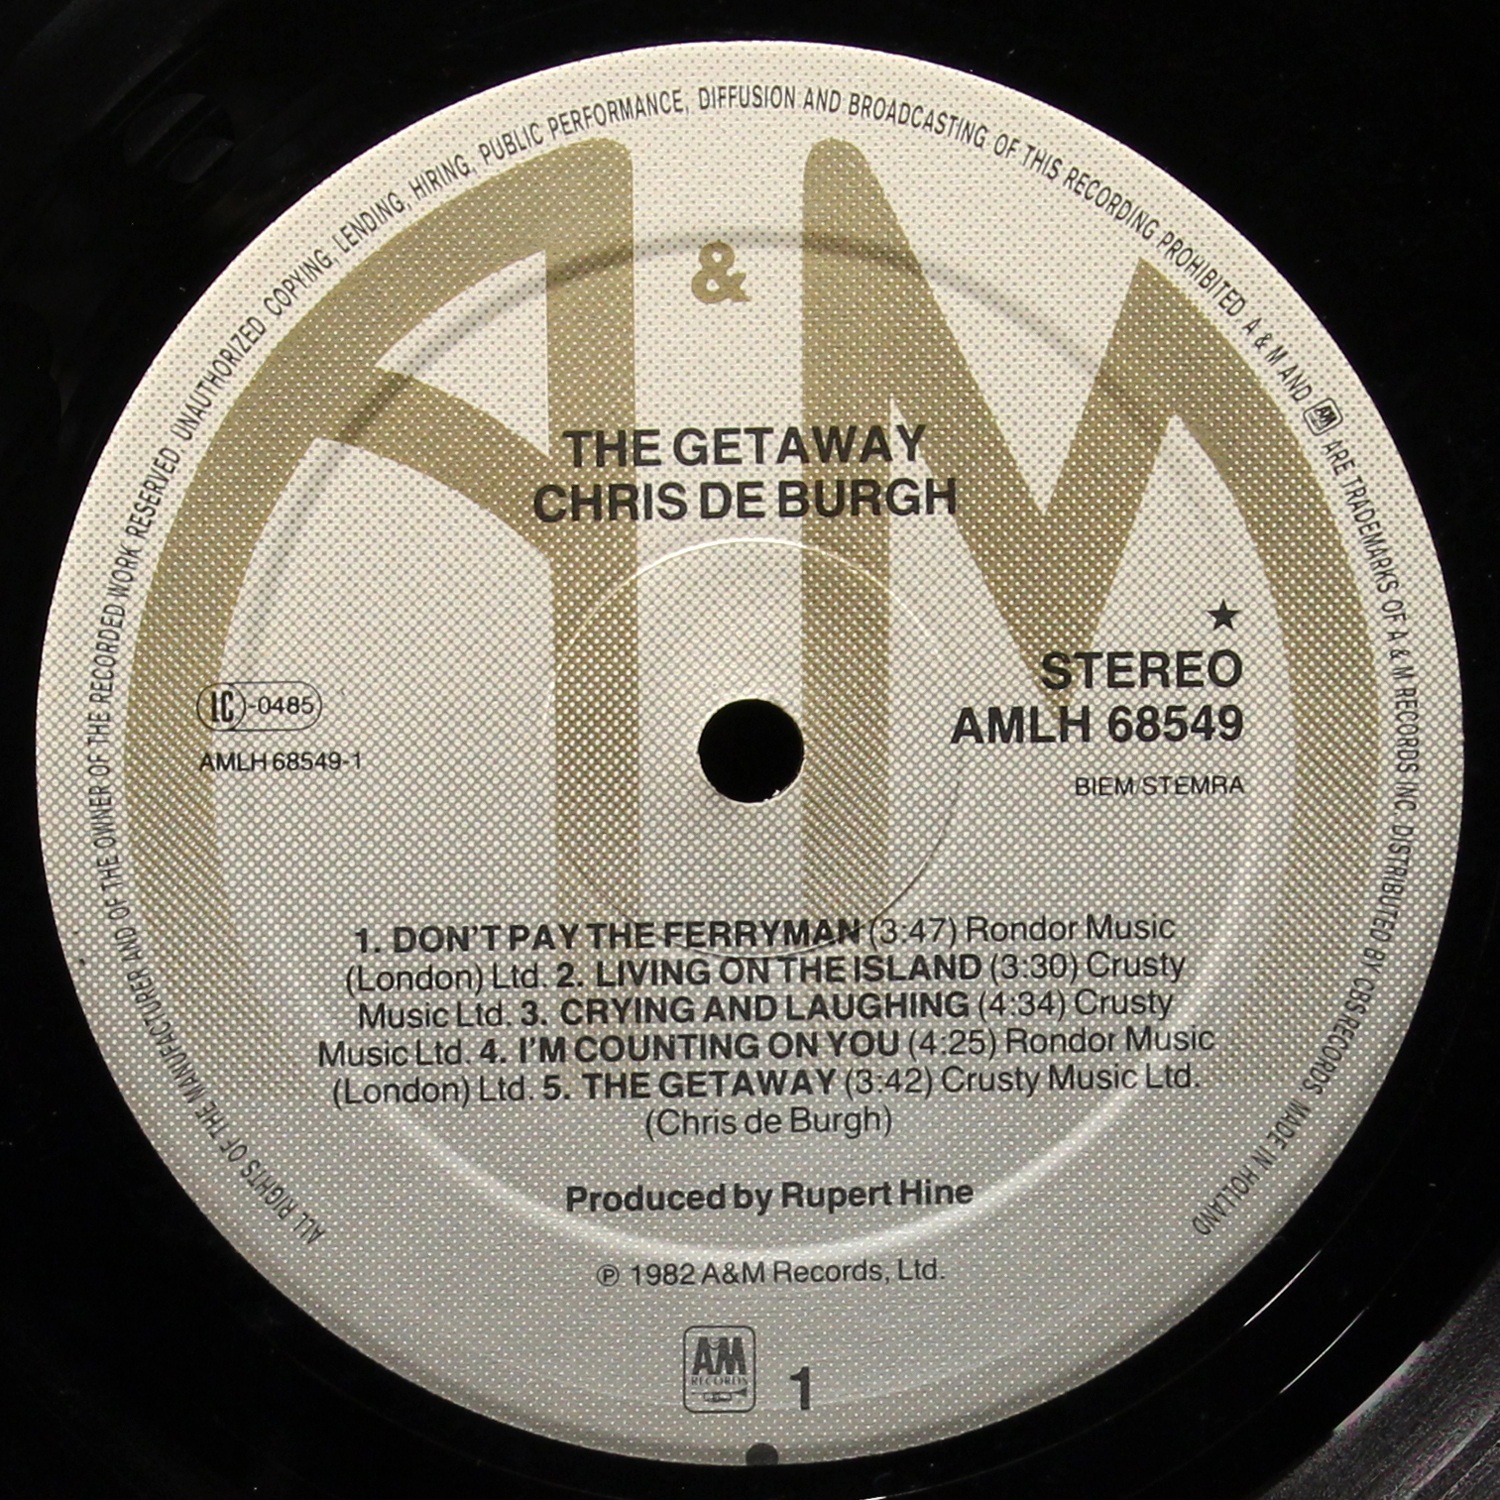 ALL RIGHTS OF THE MANUFACTURER AND OF THE OWNER OF THE RECORDED WORK RESERVED UNAUTHORIZED COPYING, LENDING, HIRING, PUBLIC PERFORMANCE, DIFFUSION AND BROADCASTING OF THIS RECORDING PROHIBITED A & M AND AM ARE TRADEMARKS OF A & M RECORDS INC. DISTRIBUTED BY CBS RECORDS. MADE IN HOLLAND
A & M
THE GETAWAY
CHRIS DE BURGH
★
STEREO
LC-0485
AMLH 68549
AMLH 68549-1
BIEM/STEMRA
1. DON'T PAY THE FERRYMAN (3:47) Rondor Music
(London) Ltd. 2. LIVING ON THE ISLAND (3:30) Crusty
Music Ltd. 3. CRYING AND LAUGHING (4:34) Crusty
Music Ltd. 4. I'M COUNTING ON YOU (4:25) Rondor Music
(London) Ltd. 5. THE GETAWAY (3:42) Crusty Music Ltd.
(Chris de Burgh)
Produced by Rupert Hine
℗ 1982 A&M Records, Ltd.
AM
RECORDS
1